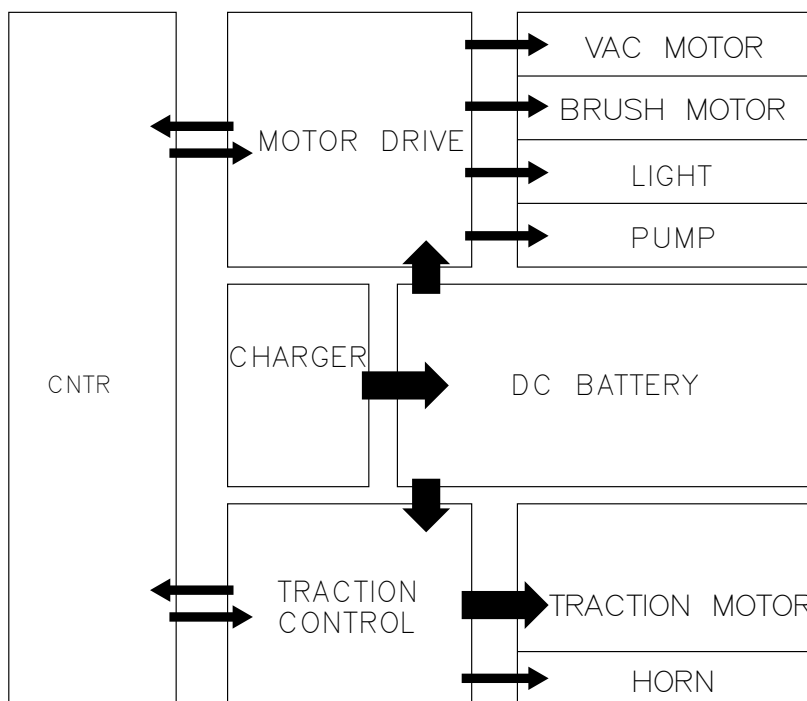 VAC MOTOR
BRUSH MOTOR
MOTOR DRIVE
LIGHT
PUMP
CHARGER
CNTR
DC BATTERY
TRACTION
CONTROL
TRACTION MOTOR
HORN